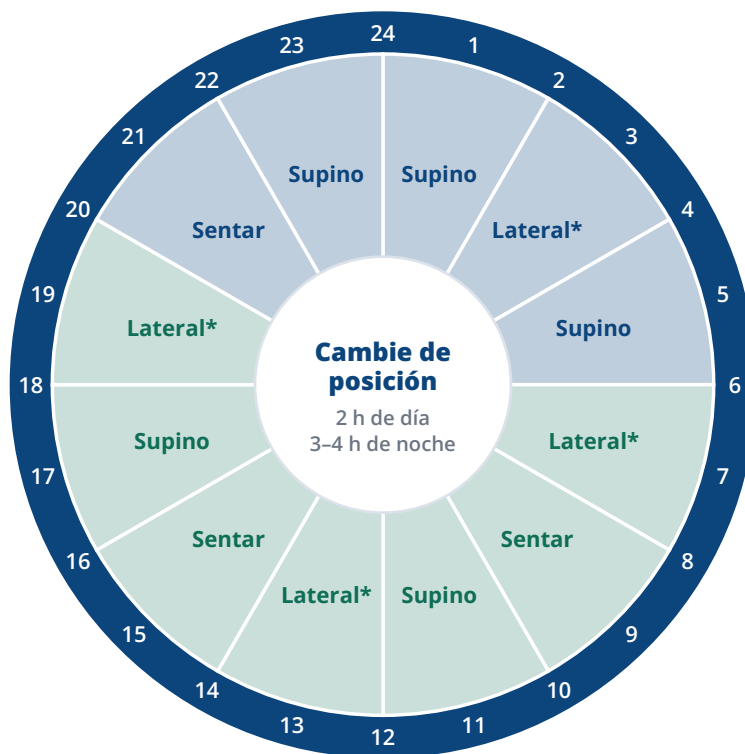 24
1
2
3
4
5
6
7
8
9
10
11
12
13
14
15
16
17
18
19
20
21
22
23
Supino
Lateral*
Supino
Lateral*
Sentar
Supino
Lateral*
Sentar
Supino
Lateral*
Sentar
Supino
Cambie de
posición
2 h de día
3–4 h de noche